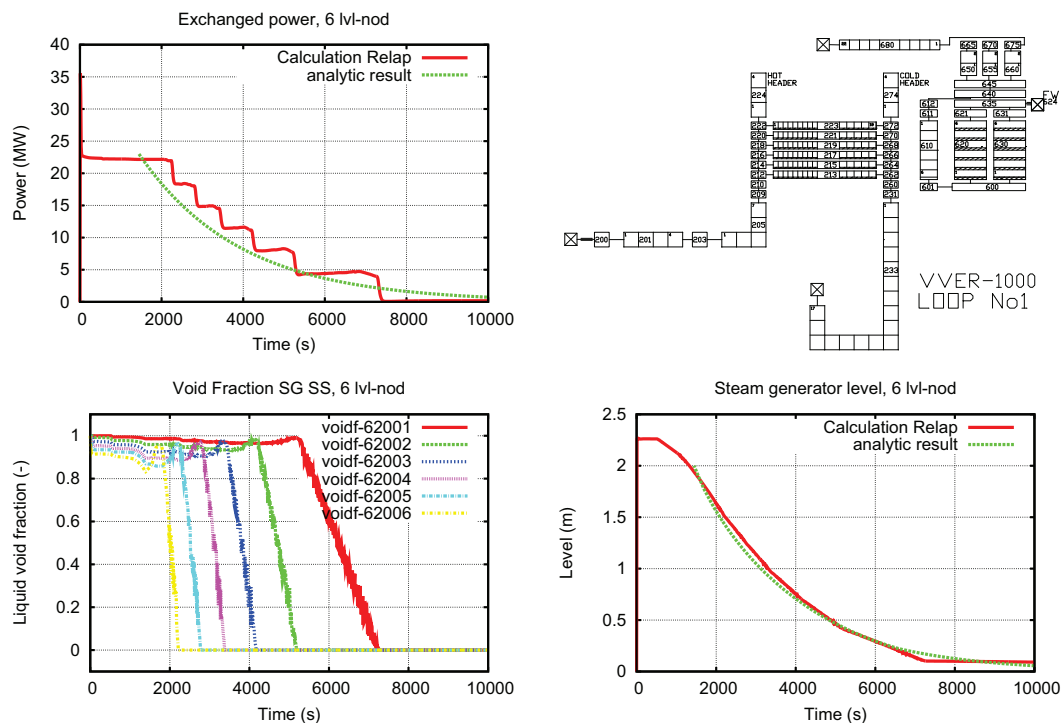 Exchanged power, 6 lvl-nod
Power (MW)
40
35
30
25
20
15
10
5
0
Calculation Relap
analytic result
0 2000 4000 6000 8000 10000
Time (s)
680
1
665 670 675
650 655 660
645
640
635
FW
624
612
611
621 631
610
620 630
601
600
HOT
HEADER
COLD
HEADER
224
274
222 223 272
220 221 270
218 219 268
216 217 266
214 215 264
212 213 262
210 260
209 231
205
200 201 203
233
VVER-1000
LOOP No1
Void Fraction SG SS, 6 lvl-nod
Liquid void fraction (-)
1
0.8
0.6
0.4
0.2
0
voidf-62001
voidf-62002
voidf-62003
voidf-62004
voidf-62005
voidf-62006
0 2000 4000 6000 8000 10000
Time (s)
Steam generator level, 6 lvl-nod
Level (m)
2.5
2
1.5
1
0.5
0
Calculation Relap
analytic result
0 2000 4000 6000 8000 10000
Time (s)